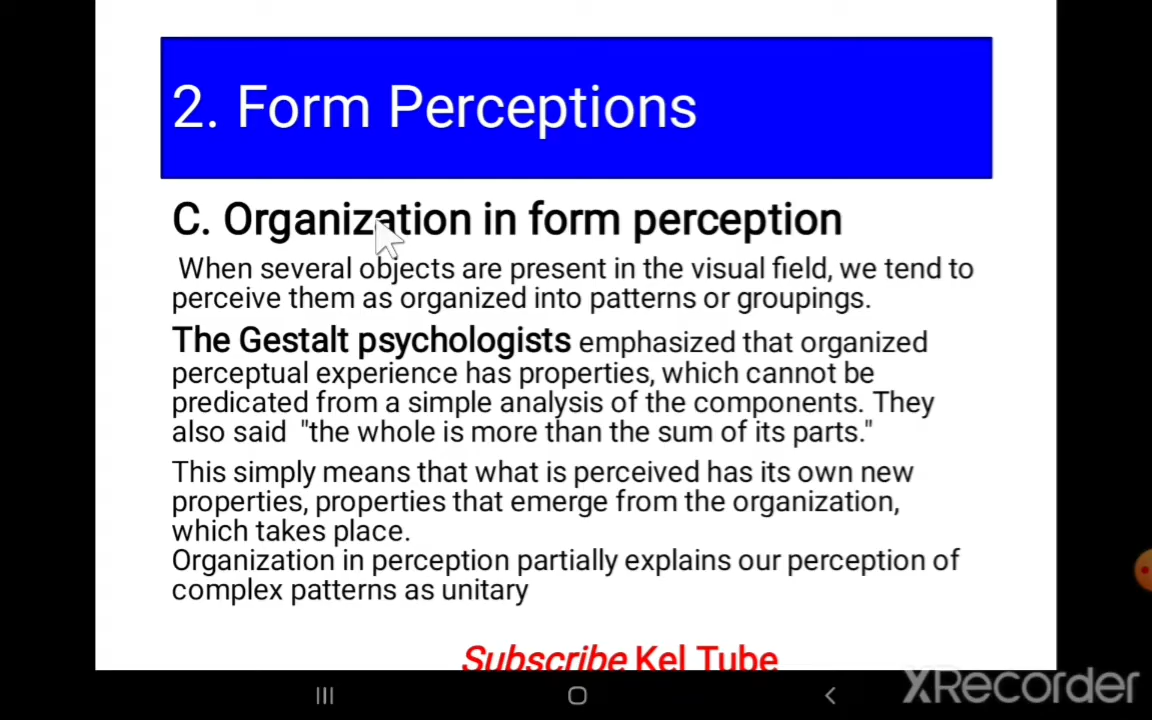 2. Form Perceptions
C. Organization in form perception
When several objects are present in the visual field, we tend to
perceive them as organized into patterns or groupings.
The Gestalt psychologists emphasized that organized
perceptual experience has properties, which cannot be
predicated from a simple analysis of the components. They
also said "the whole is more than the sum of its parts."
This simply means that what is perceived has its own new
properties, properties that emerge from the organization,
which takes place.
Organization in perception partially explains our perception of
complex patterns as unitary
Subscribe Kel Tube
XRecorder